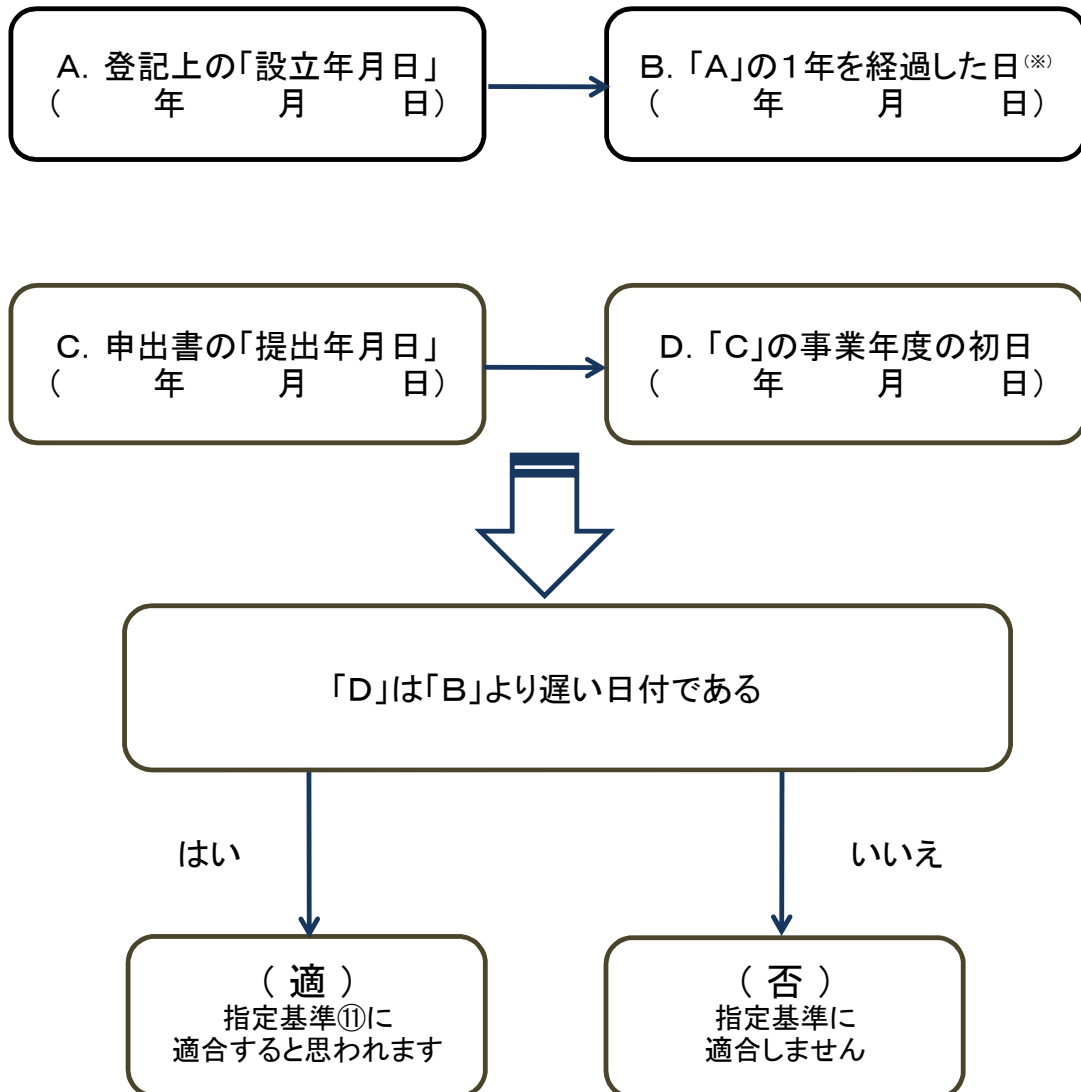 A. 登記上の「設立年月日」
(　　年　　月　　日)
B. 「A」の1年を経過した日(※)
(　　年　　月　　日)
C. 申出書の「提出年月日」
(　　年　　月　　日)
D. 「C」の事業年度の初日
(　　年　　月　　日)
「D」は「B」より遅い日付である
はい
いいえ
( 適 )
指定基準⑪に
適合すると思われます
( 否 )
指定基準に
適合しません